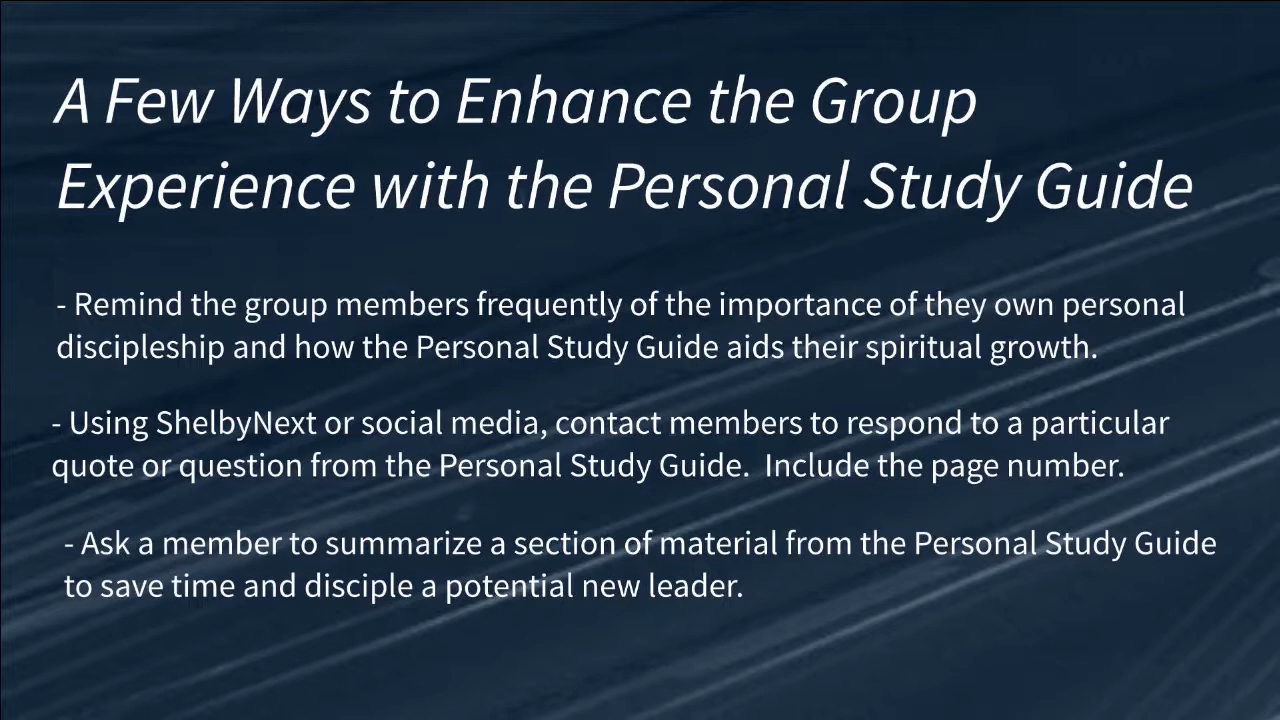 A Few Ways to Enhance the Group
Experience with the Personal Study Guide
- Remind the group members frequently of the importance of they own personal
discipleship and how the Personal Study Guide aids their spiritual growth.
- Using ShelbyNext or social media, contact members to respond to a particular
quote or question from the Personal Study Guide.  Include the page number.
- Ask a member to summarize a section of material from the Personal Study Guide
to save time and disciple a potential new leader.